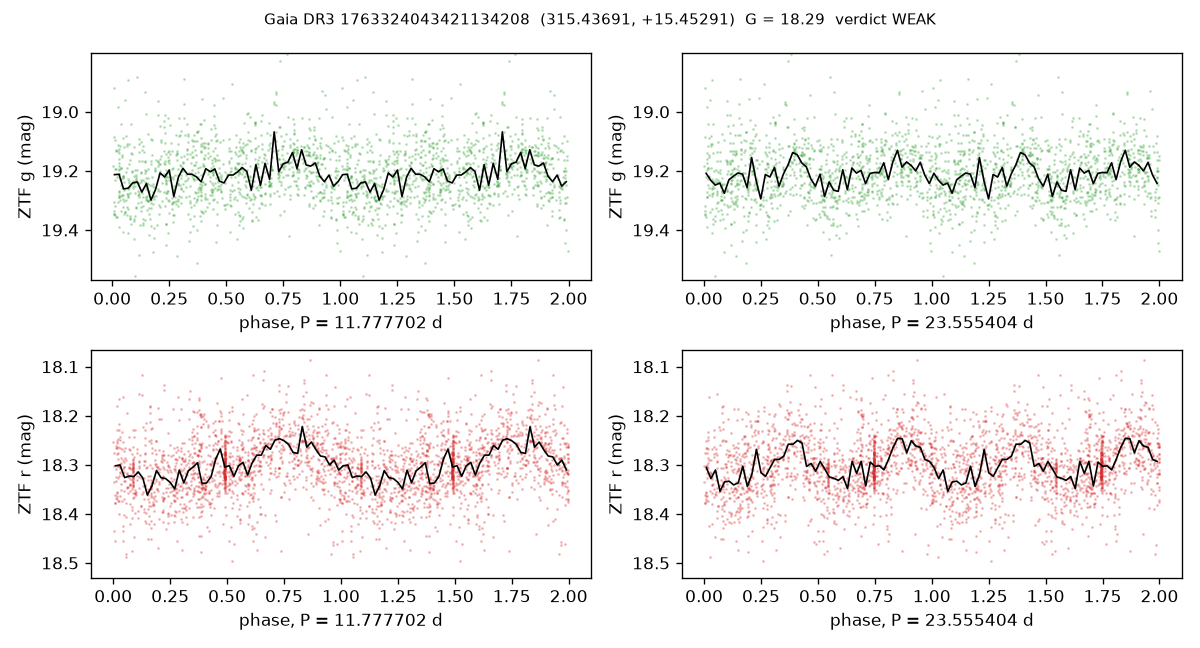 Gaia DR3 1763324043421134208 (315.43691, +15.45291) G = 18.29 verdict WEAK
ZTF g (mag)
19.0
19.2
19.4
0.00 0.25 0.50 0.75 1.00 1.25 1.50 1.75 2.00
phase, P = 11.777702 d
ZTF g (mag)
19.0
19.2
19.4
0.00 0.25 0.50 0.75 1.00 1.25 1.50 1.75 2.00
phase, P = 23.555404 d
ZTF r (mag)
18.1
18.2
18.3
18.4
18.5
0.00 0.25 0.50 0.75 1.00 1.25 1.50 1.75 2.00
phase, P = 11.777702 d
ZTF r (mag)
18.1
18.2
18.3
18.4
18.5
0.00 0.25 0.50 0.75 1.00 1.25 1.50 1.75 2.00
phase, P = 23.555404 d